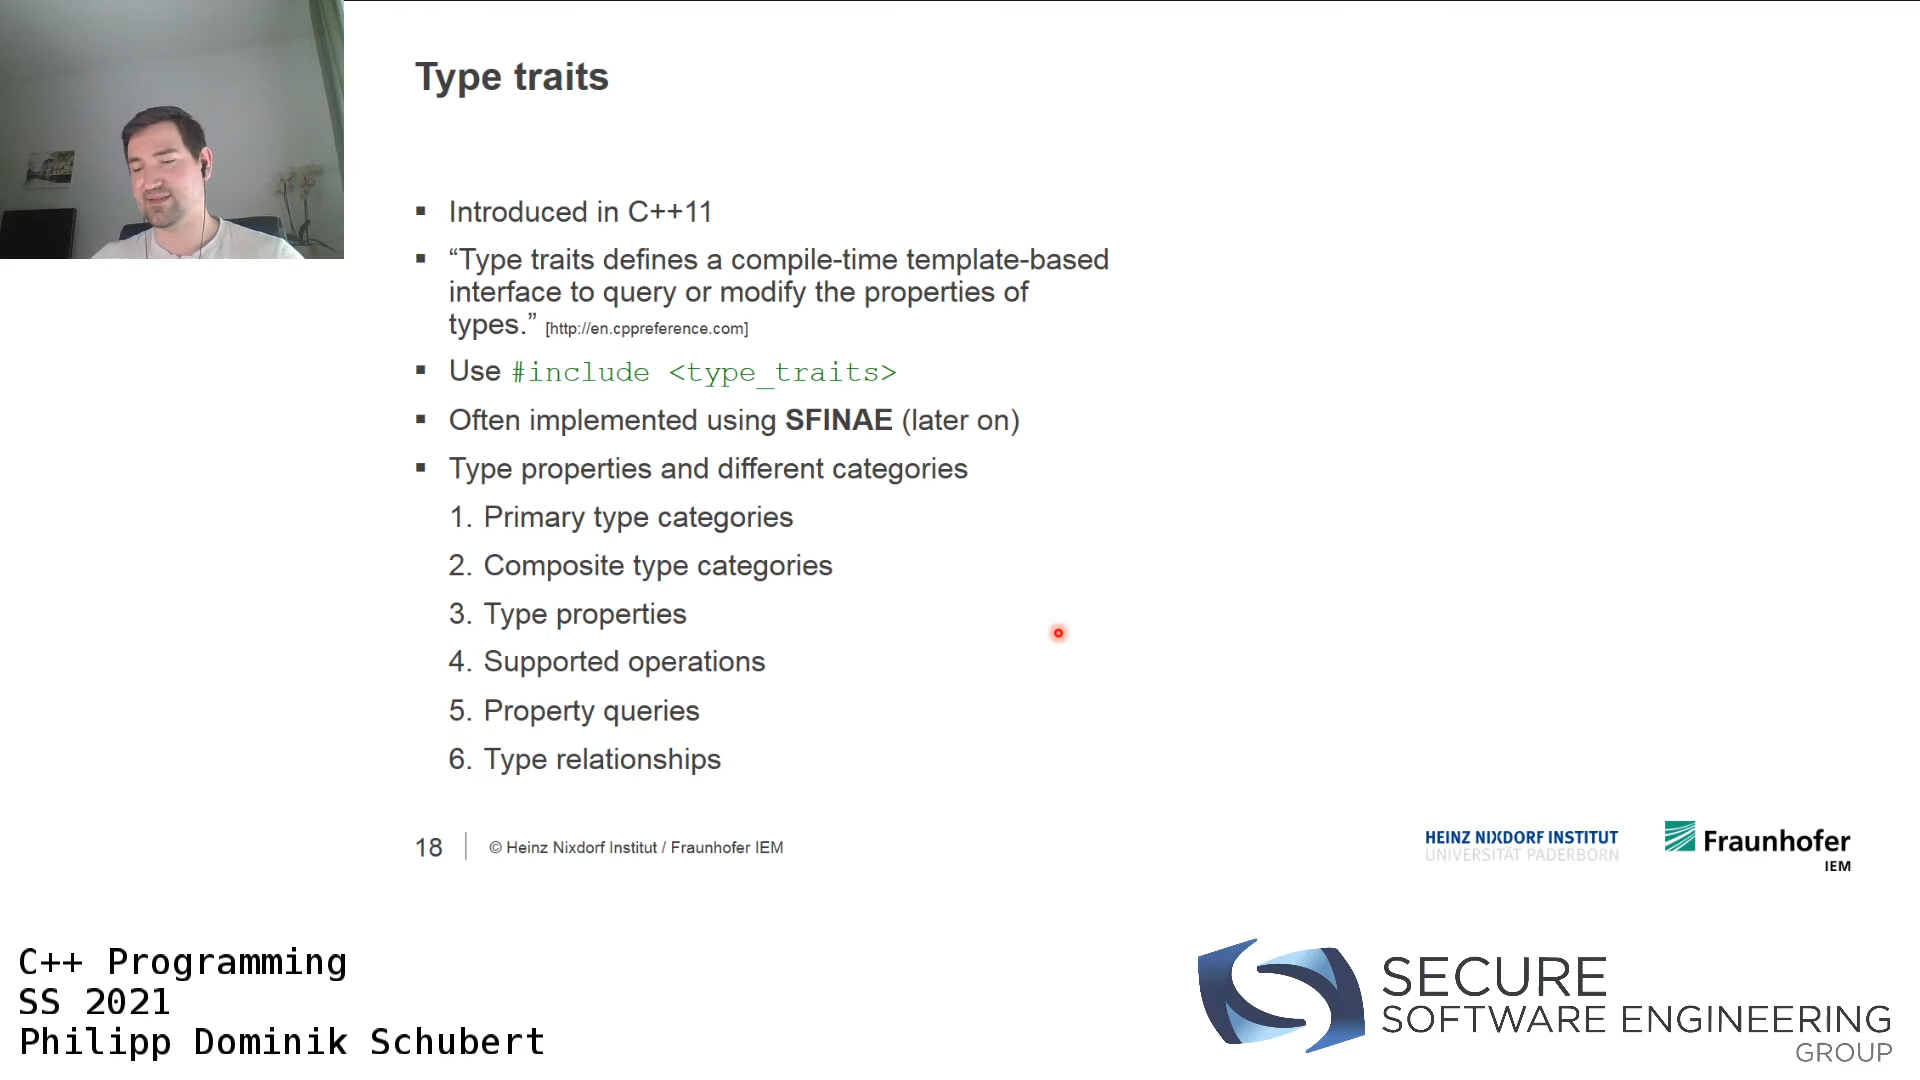 Type traits
▪ Introduced in C++11
▪ “Type traits defines a compile-time template-based
interface to query or modify the properties of
types.” [http://en.cppreference.com]
▪ Use #include <type_traits>
▪ Often implemented using SFINAE (later on)
▪ Type properties and different categories
1. Primary type categories
2. Composite type categories
3. Type properties
4. Supported operations
5. Property queries
6. Type relationships
18 © Heinz Nixdorf Institut / Fraunhofer IEM
HEINZ NIXDORF INSTITUT
UNIVERSITÄT PADERBORN
Fraunhofer
IEM
C++ Programming
SS 2021
Philipp Dominik Schubert
SECURE
SOFTWARE ENGINEERING
GROUP